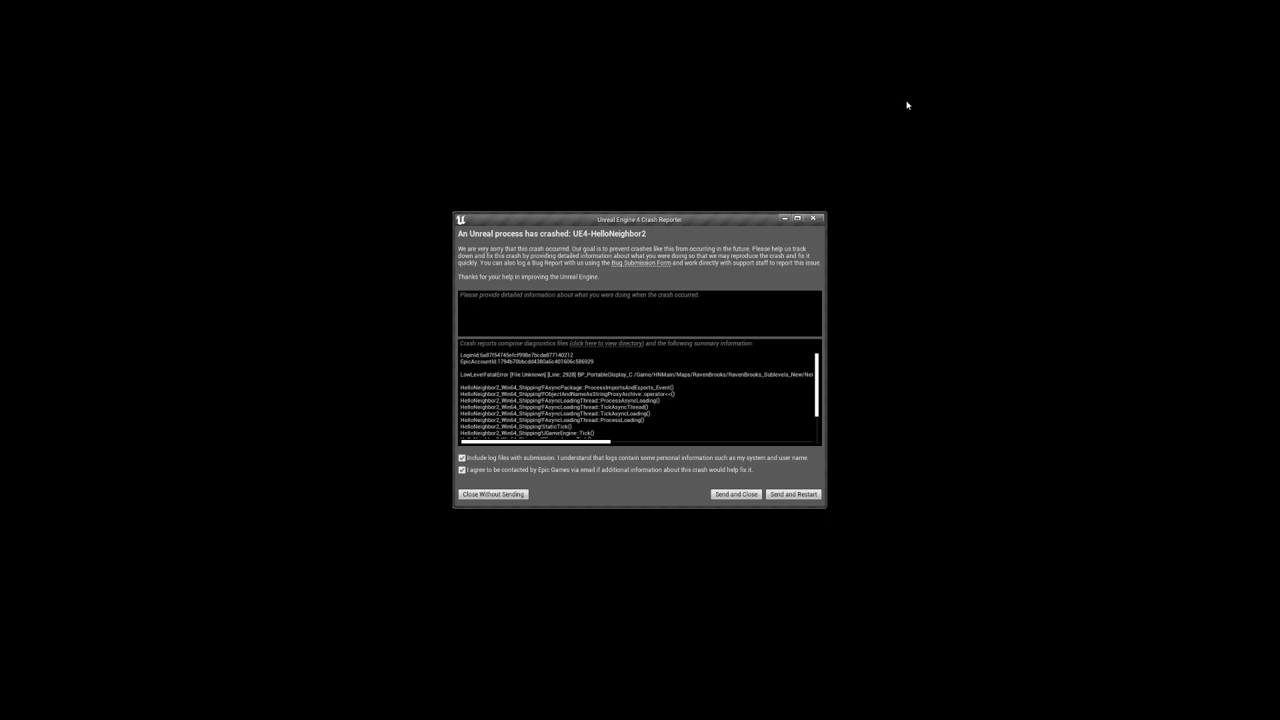 Unreal Engine 4 Crash Reporter
An Unreal process has crashed: UE4-HelloNeighbor2
We are very sorry that this crash occurred. Our goal is to prevent crashes like this from occurring in the future. Please help us track
down and fix this crash by providing detailed information about what you were doing so that we may reproduce the crash and fix it
quickly. You can also log a Bug Report with us using the Bug Submission Form and work directly with support staff to report this issue.
Thanks for your help in improving the Unreal Engine.
Please provide detailed information about what you were doing when the crash occurred.
Crash reports comprise diagnostics files (click here to view directory) and the following summary information:
LowLevelFatalError [File:Unknown] [Line: 2928] BP_PortableDisplay_C /Game/HNMain/Maps/RavenBrooks/RavenBrooks_Sublevels_New/Nei
HelloNeighbor2_Win64_Shipping!FAsyncPackage::ProcessImportsAndExports_Event()
HelloNeighbor2_Win64_Shipping!FObjectAndNameAsStringProxyArchive::operator<<()
HelloNeighbor2_Win64_Shipping!FAsyncLoadingThread::ProcessAsyncLoading()
HelloNeighbor2_Win64_Shipping!FAsyncLoadingThread::TickAsyncThread()
HelloNeighbor2_Win64_Shipping!FAsyncLoadingThread::TickAsyncLoading()
HelloNeighbor2_Win64_Shipping!FAsyncLoadingThread::ProcessLoading()
HelloNeighbor2_Win64_Shipping!StaticTick()
HelloNeighbor2_Win64_Shipping!UGameEngine::Tick()
Include log files with submission. I understand that logs contain some personal information such as my system and user name.
I agree to be contacted by Epic Games via email if additional information about this crash would help fix it.
Close Without Sending
Send and Close
Send and Restart